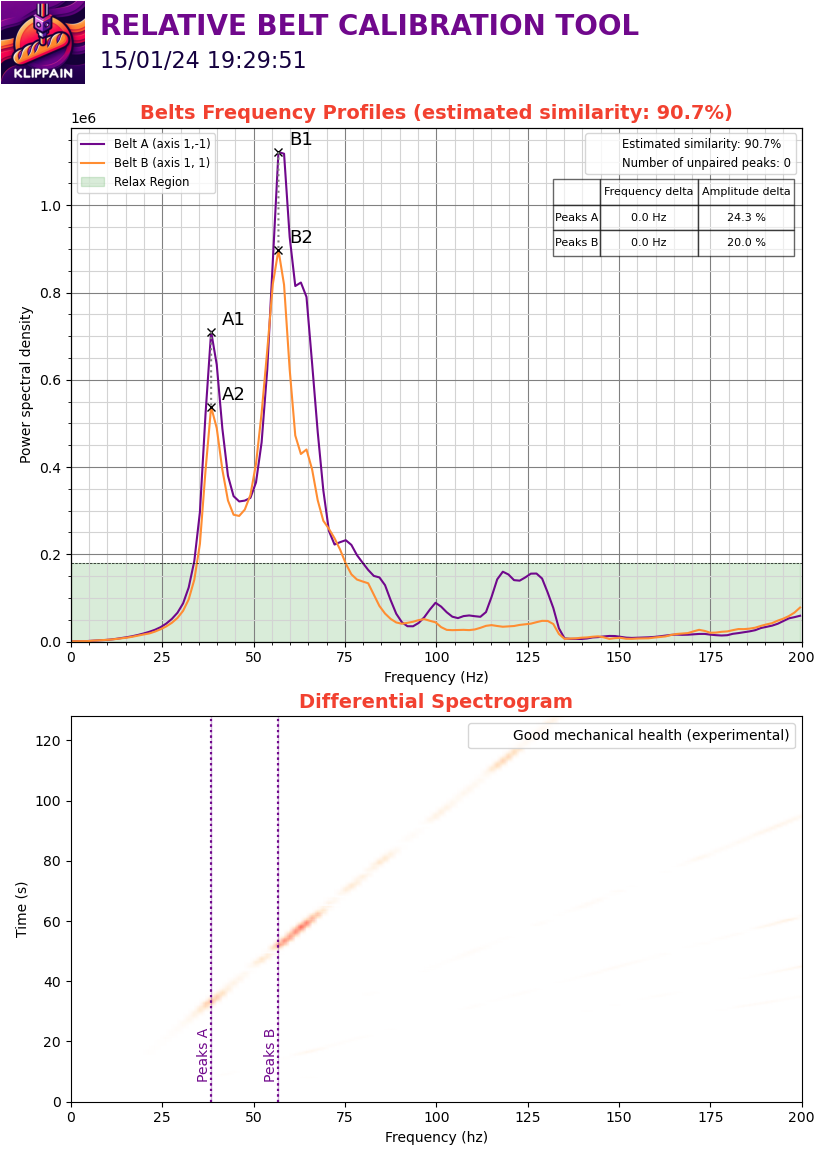 KLIPPAIN
RELATIVE BELT CALIBRATION TOOL
15/01/24 19:29:51
Belts Frequency Profiles (estimated similarity: 90.7%)
1e6
Belt A (axis 1,-1)
Belt B (axis 1, 1)
Relax Region
Estimated similarity: 90.7%
Number of unpaired peaks: 0
Frequency delta Amplitude delta
Peaks A 0.0 Hz 24.3 %
Peaks B 0.0 Hz 20.0 %
B1
B2
A1
A2
Power spectral density
1.0
0.8
0.6
0.4
0.2
0.0
0 25 50 75 100 125 150 175 200
Frequency (Hz)
Differential Spectrogram
Good mechanical health (experimental)
Time (s)
120
100
80
60
40
20
0
Peaks A
Peaks B
0 25 50 75 100 125 150 175 200
Frequency (hz)